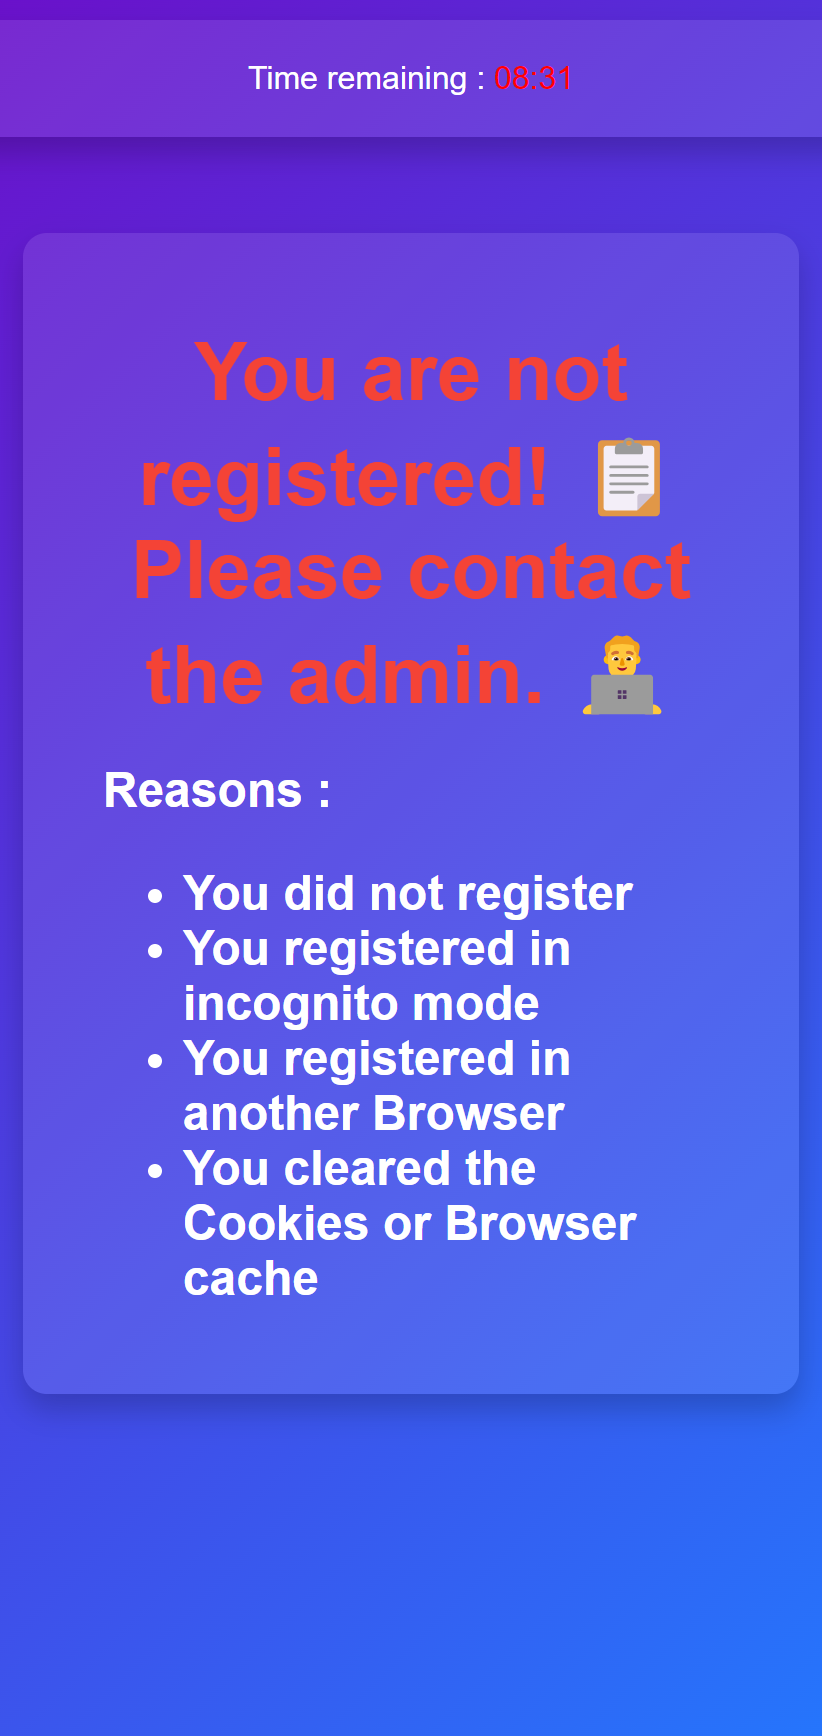 Time remaining : 08:31
You are not
registered! 📋
Please contact
the admin. 👨‍💻
Reasons :
• You did not register
• You registered in
incognito mode
• You registered in
another Browser
• You cleared the
Cookies or Browser
cache